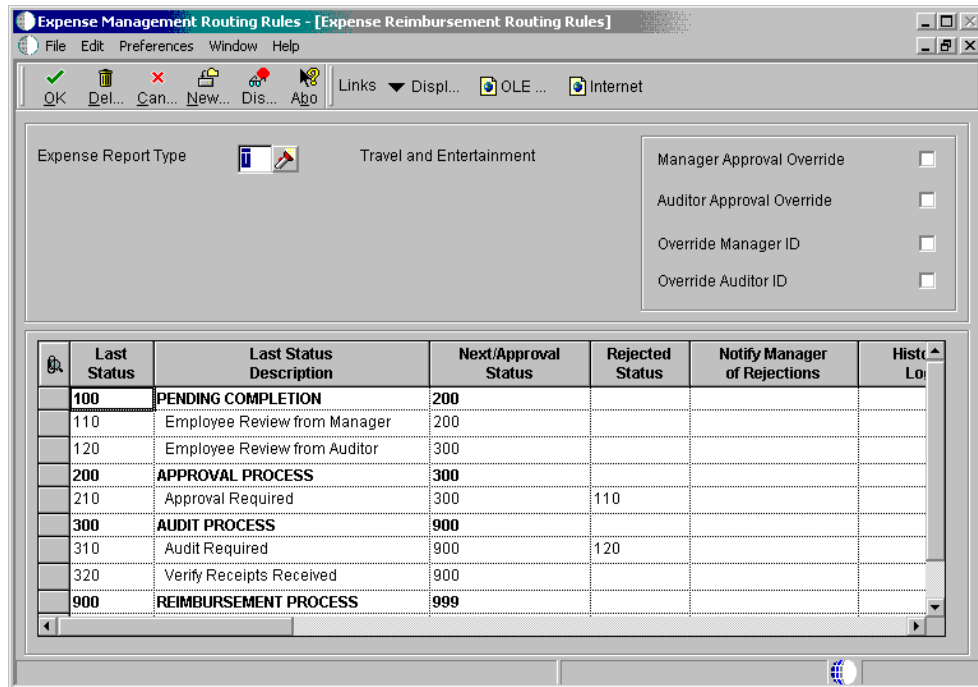 Expense Management Routing Rules - [Expense Reimbursement Routing Rules]
File Edit Preferences Window Help
OK Del... Can... New... Dis... Abo Links Displ... OLE ... Internet
Expense Report Type T Travel and Entertainment
Manager Approval Override
Auditor Approval Override
Override Manager ID
Override Auditor ID
Last Status Last Status Description Next/Approval Status Rejected Status Notify Manager of Rejections
100 PENDING COMPLETION 200
110 Employee Review from Manager 200
120 Employee Review from Auditor 300
200 APPROVAL PROCESS 300
210 Approval Required 300 110
300 AUDIT PROCESS 900
310 Audit Required 900 120
320 Verify Receipts Received 900
900 REIMBURSEMENT PROCESS 999